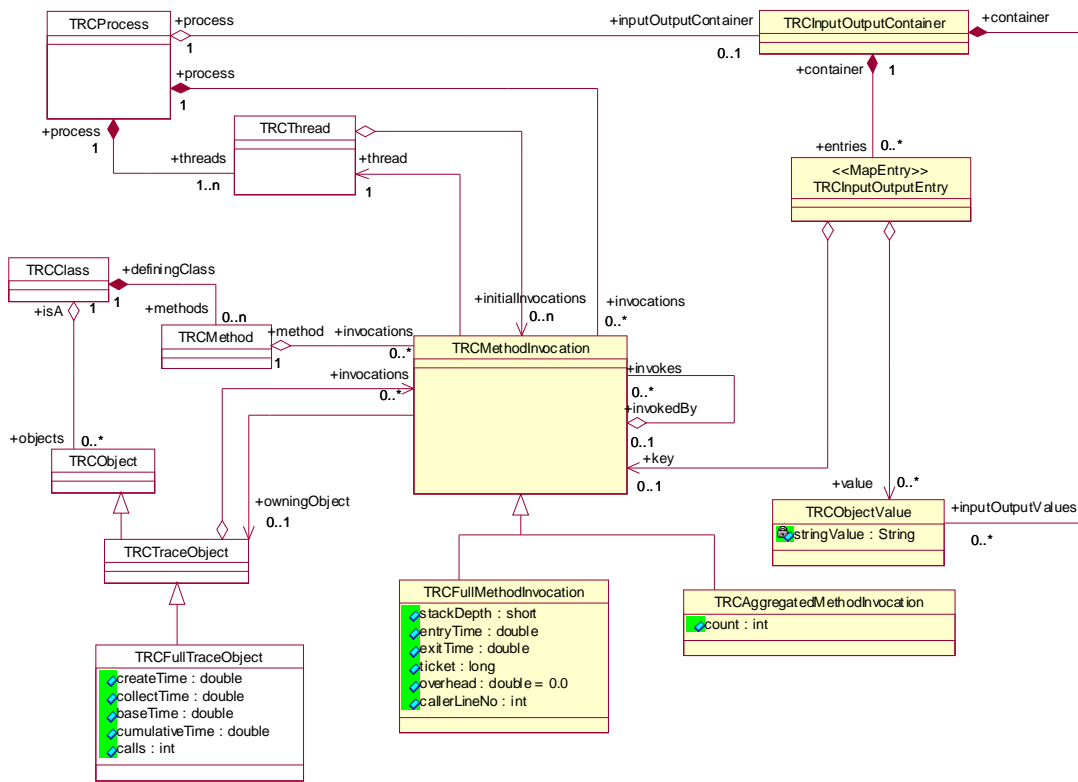 TRCProcess
+process
1
+inputOutputContainer
0..1
TRCInputOutputContainer
+container
+container
1
+process
1
+process
1
TRCThread
+threads
1..n
+thread
1
+entries
0..*
<<MapEntry>>
TRCInputOutputEntry
TRCClass
+definingClass
1
1
+isA
+methods
0..n
TRCMethod
+method
1
+invocations
0..*
+initialInvocations
0..n
+invocations
0..*
TRCMethodInvocation
+invocations
0..*
+invokes
0..*
+invokedBy
0..1
+key
0..1
+objects
0..*
TRCObject
+owningObject
0..1
+value
0..*
TRCObjectValue
stringValue : String
+inputOutputValues
0..*
TRCTraceObject
TRCFullMethodInvocation
stackDepth : short
entryTime : double
exitTime : double
ticket : long
overhead : double = 0.0
callerLineNo : int
TRCAggregatedMethodInvocation
count : int
TRCFullTraceObject
createTime : double
collectTime : double
baseTime : double
cumulativeTime : double
calls : int